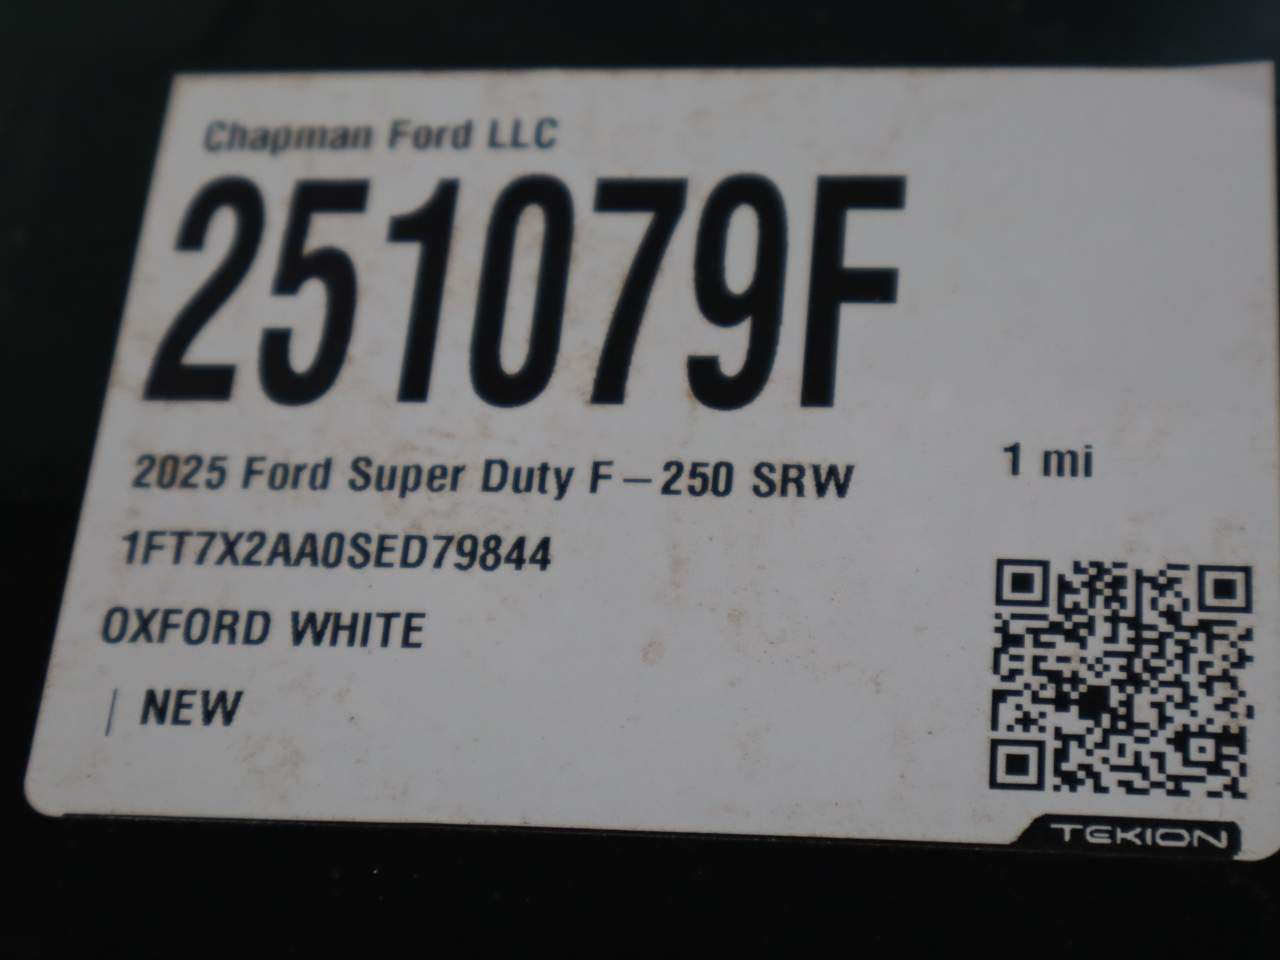 Chapman Ford LLC
251079F
2025 Ford Super Duty F-250 SRW 1 mi
1FT7X2AA0SED79844
OXFORD WHITE
| NEW
TEKION